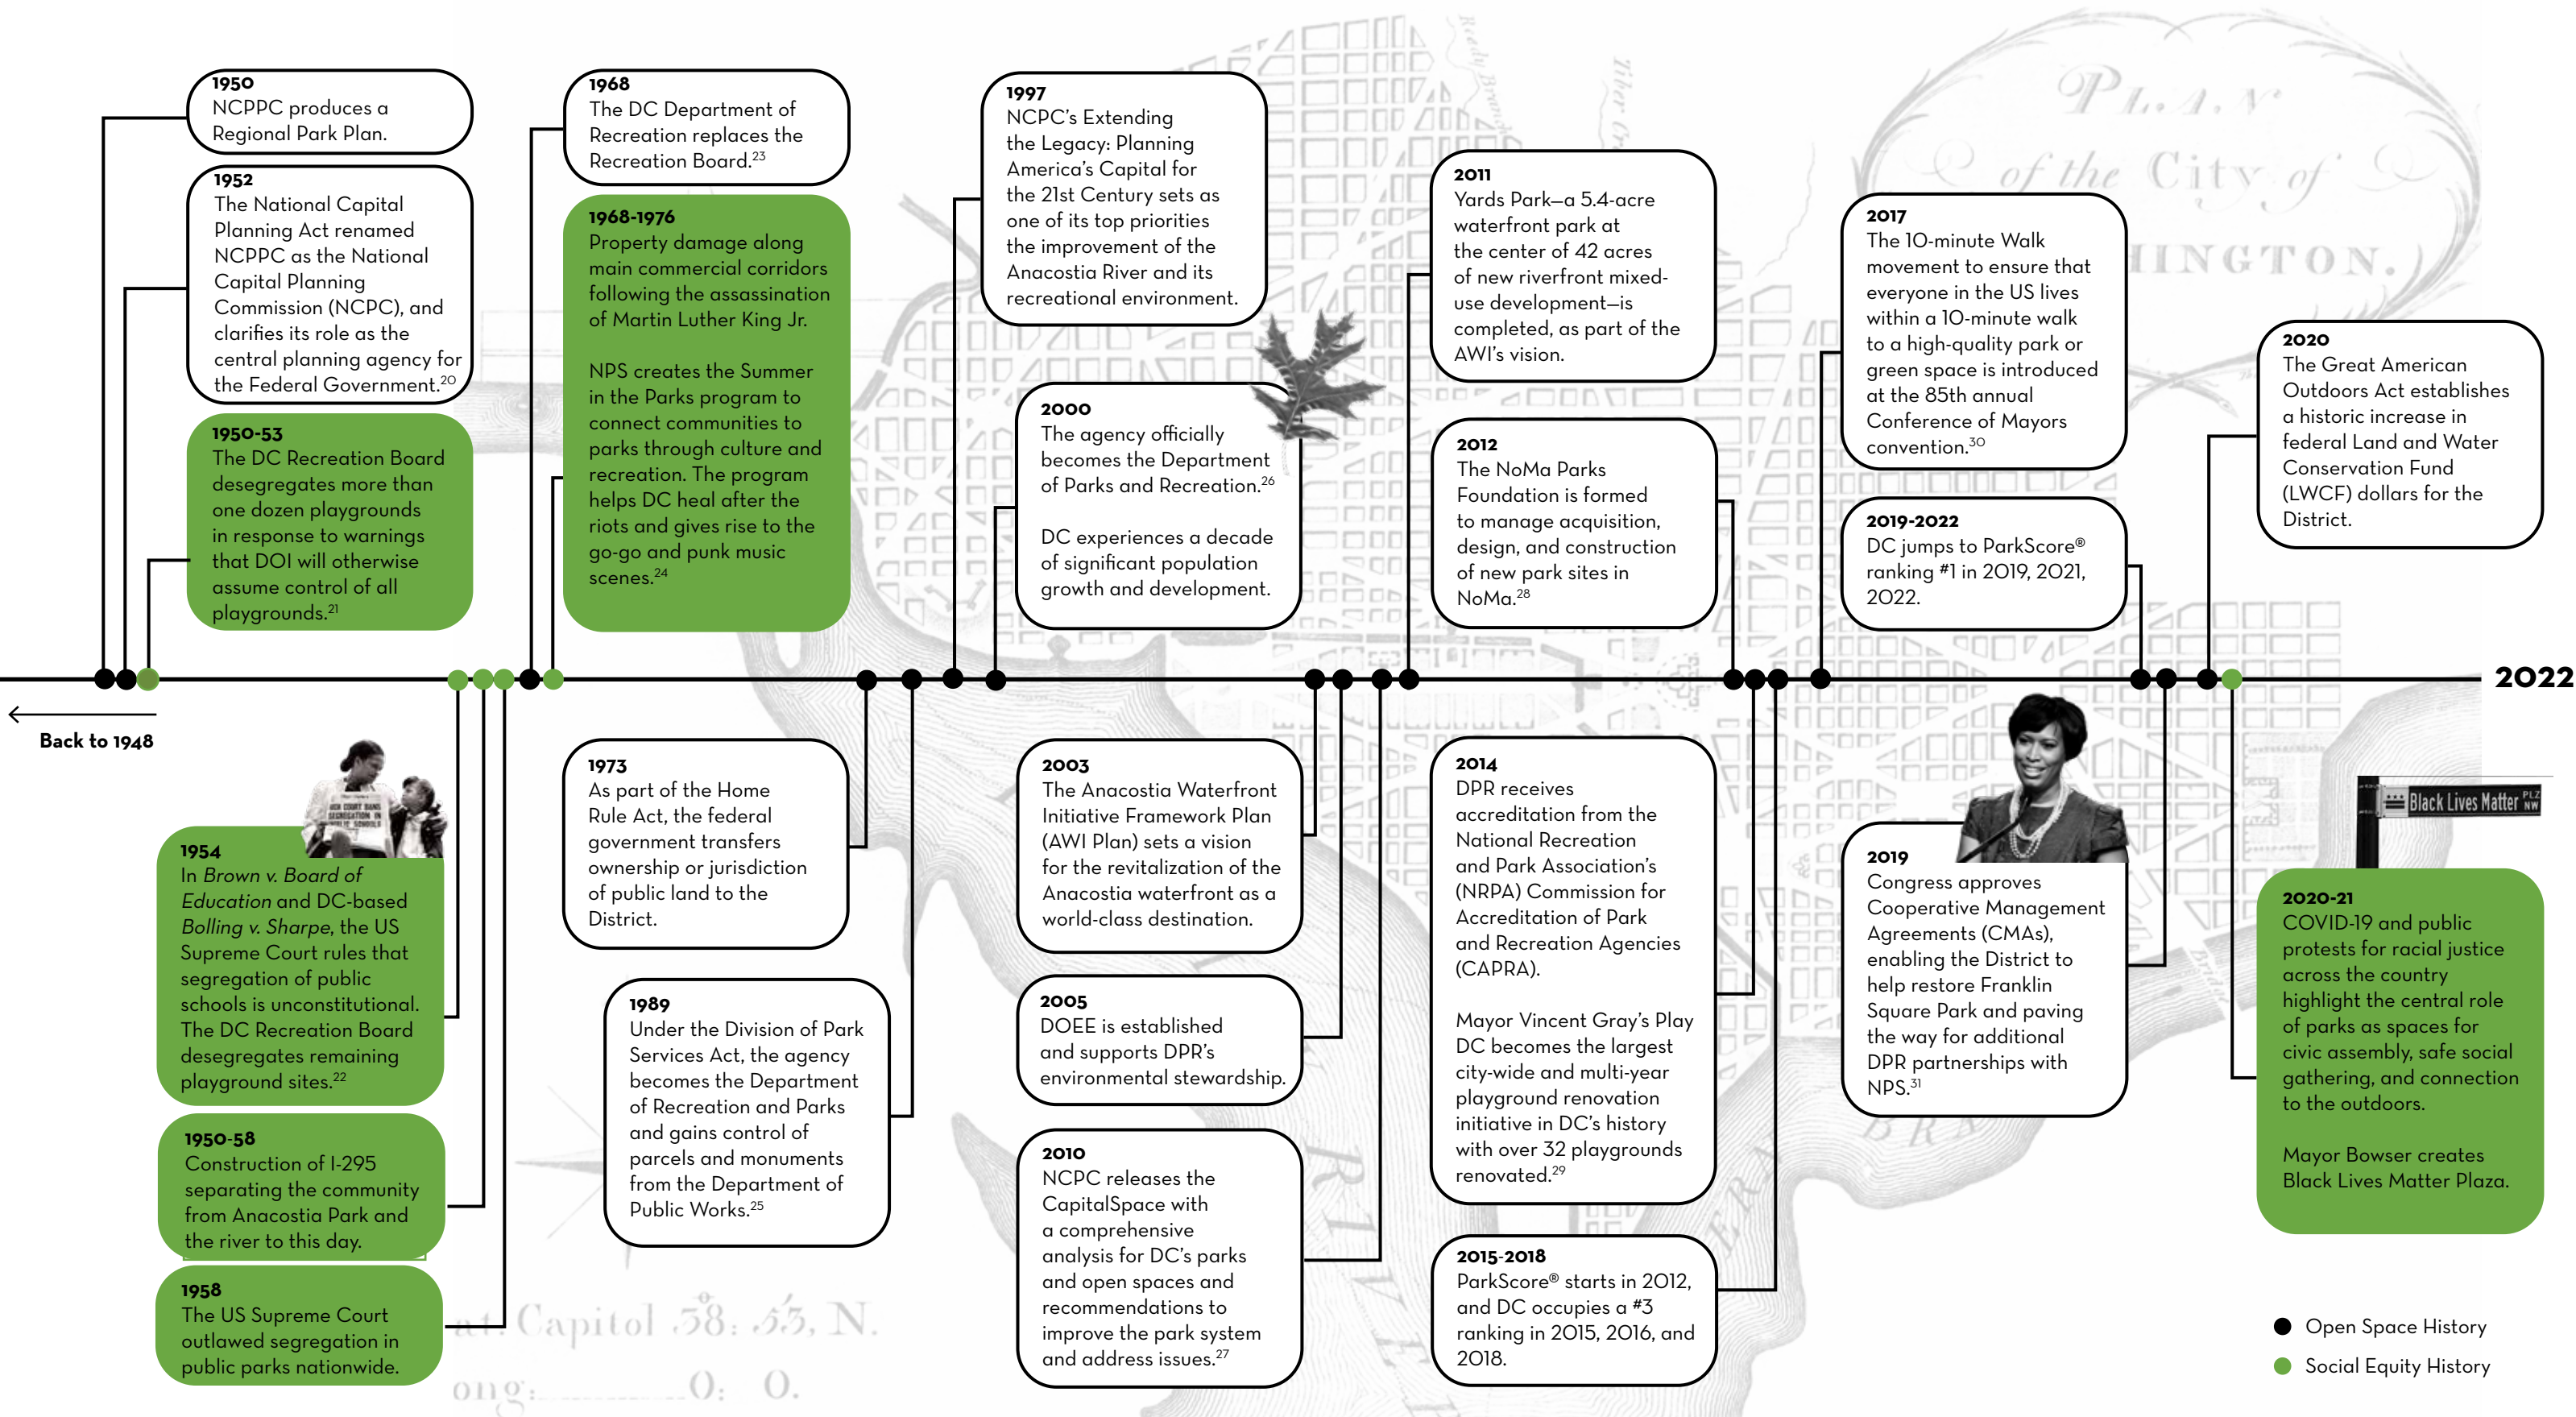 1950
NCPPC produces a
Regional Park Plan.
1952
The National Capital
Planning Act renamed
NCPPC as the National
Capital Planning
Commission (NCPC), and
clarifies its role as the
central planning agency for
the Federal Government.20
1950-53
The DC Recreation Board
desegregates more than
one dozen playgrounds
in response to warnings
that DOI will otherwise
assume control of all
playgrounds.21
1968
The DC Department of
Recreation replaces the
Recreation Board.23
1968-1976
Property damage along
main commercial corridors
following the assassination
of Martin Luther King Jr.
NPS creates the Summer
in the Parks program to
connect communities to
parks through culture and
recreation. The program
helps DC heal after the
riots and gives rise to the
go-go and punk music
scenes.24
1997
NCPC's Extending
the Legacy: Planning
America's Capital for
the 21st Century sets as
one of its top priorities
the improvement of the
Anacostia River and its
recreational environment.
2000
The agency officially
becomes the Department
of Parks and Recreation.26
DC experiences a decade
of significant population
growth and development.
2011
Yards Park—a 5.4-acre
waterfront park at
the center of 42 acres
of new riverfront mixed-
use development—is
completed, as part of the
AWI's vision.
2012
The NoMa Parks
Foundation is formed
to manage acquisition,
design, and construction
of new park sites in
NoMa.28
2017
The 10-minute Walk
movement to ensure that
everyone in the US lives
within a 10-minute walk
to a high-quality park or
green space is introduced
at the 85th annual
Conference of Mayors
convention.30
2019-2022
DC jumps to ParkScore®
ranking #1 in 2019, 2021,
2022.
2020
The Great American
Outdoors Act establishes
a historic increase in
federal Land and Water
Conservation Fund
(LWCF) dollars for the
District.
PLAN
of the City of
HINGTON.
Reedy Branch
2022
Back to 1948
1954
In Brown v. Board of
Education and DC-based
Bolling v. Sharpe, the US
Supreme Court rules that
segregation of public
schools is unconstitutional.
The DC Recreation Board
desegregates remaining
playground sites.22
1950-58
Construction of I-295
separating the community
from Anacostia Park and
the river to this day.
1958
The US Supreme Court
outlawed segregation in
public parks nationwide.
1973
As part of the Home
Rule Act, the federal
government transfers
ownership or jurisdiction
of public land to the
District.
1989
Under the Division of Park
Services Act, the agency
becomes the Department
of Recreation and Parks
and gains control of
parcels and monuments
from the Department of
Public Works.25
2003
The Anacostia Waterfront
Initiative Framework Plan
(AWI Plan) sets a vision
for the revitalization of the
Anacostia waterfront as a
world-class destination.
2005
DOEE is established
and supports DPR's
environmental stewardship.
2010
NCPC releases the
CapitalSpace with
a comprehensive
analysis for DC's parks
and open spaces and
recommendations to
improve the park system
and address issues.27
2014
DPR receives
accreditation from the
National Recreation
and Park Association's
(NRPA) Commission for
Accreditation of Park
and Recreation Agencies
(CAPRA).
Mayor Vincent Gray's Play
DC becomes the largest
city-wide and multi-year
playground renovation
initiative in DC's history
with over 32 playgrounds
renovated.29
2015-2018
ParkScore® starts in 2012,
and DC occupies a #3
ranking in 2015, 2016, and
2018.
2019
Congress approves
Cooperative Management
Agreements (CMAs),
enabling the District to
help restore Franklin
Square Park and paving
the way for additional
DPR partnerships with
NPS.31
Black Lives Matter PLZ NW
2020-21
COVID-19 and public
protests for racial justice
across the country
highlight the central role
of parks as spaces for
civic assembly, safe social
gathering, and connection
to the outdoors.
Mayor Bowser creates
Black Lives Matter Plaza.
at. Capitol 38: 53, N.
ong: 0: 0.
Open Space History
Social Equity History